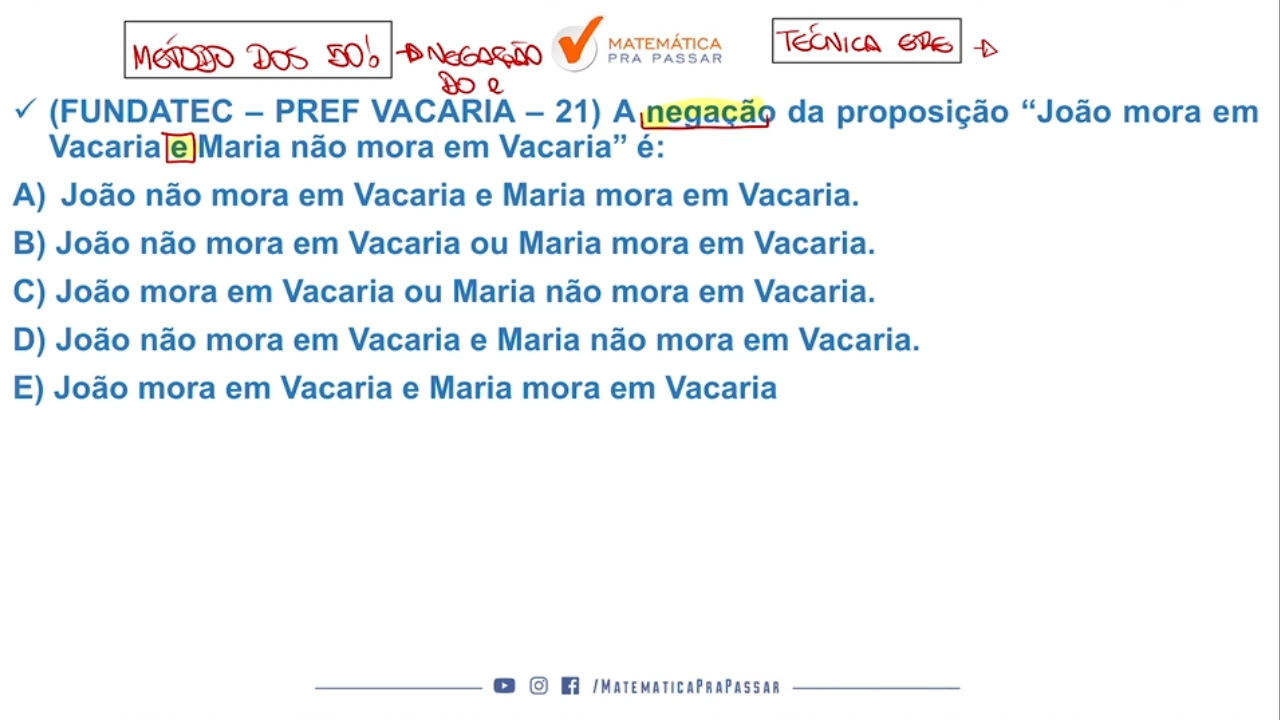 MÉTODO DOS 50! → NEGAÇÃO
DO e
MATEMÁTICA
PRA PASSAR
TÉCNICA →
✓ (FUNDATEC – PREF VACARIA – 21) A negação da proposição “João mora em
Vacaria e Maria não mora em Vacaria” é:
A) João não mora em Vacaria e Maria mora em Vacaria.
B) João não mora em Vacaria ou Maria mora em Vacaria.
C) João mora em Vacaria ou Maria não mora em Vacaria.
D) João não mora em Vacaria e Maria não mora em Vacaria.
E) João mora em Vacaria e Maria mora em Vacaria
/MATEMATICAPRAPASSAR